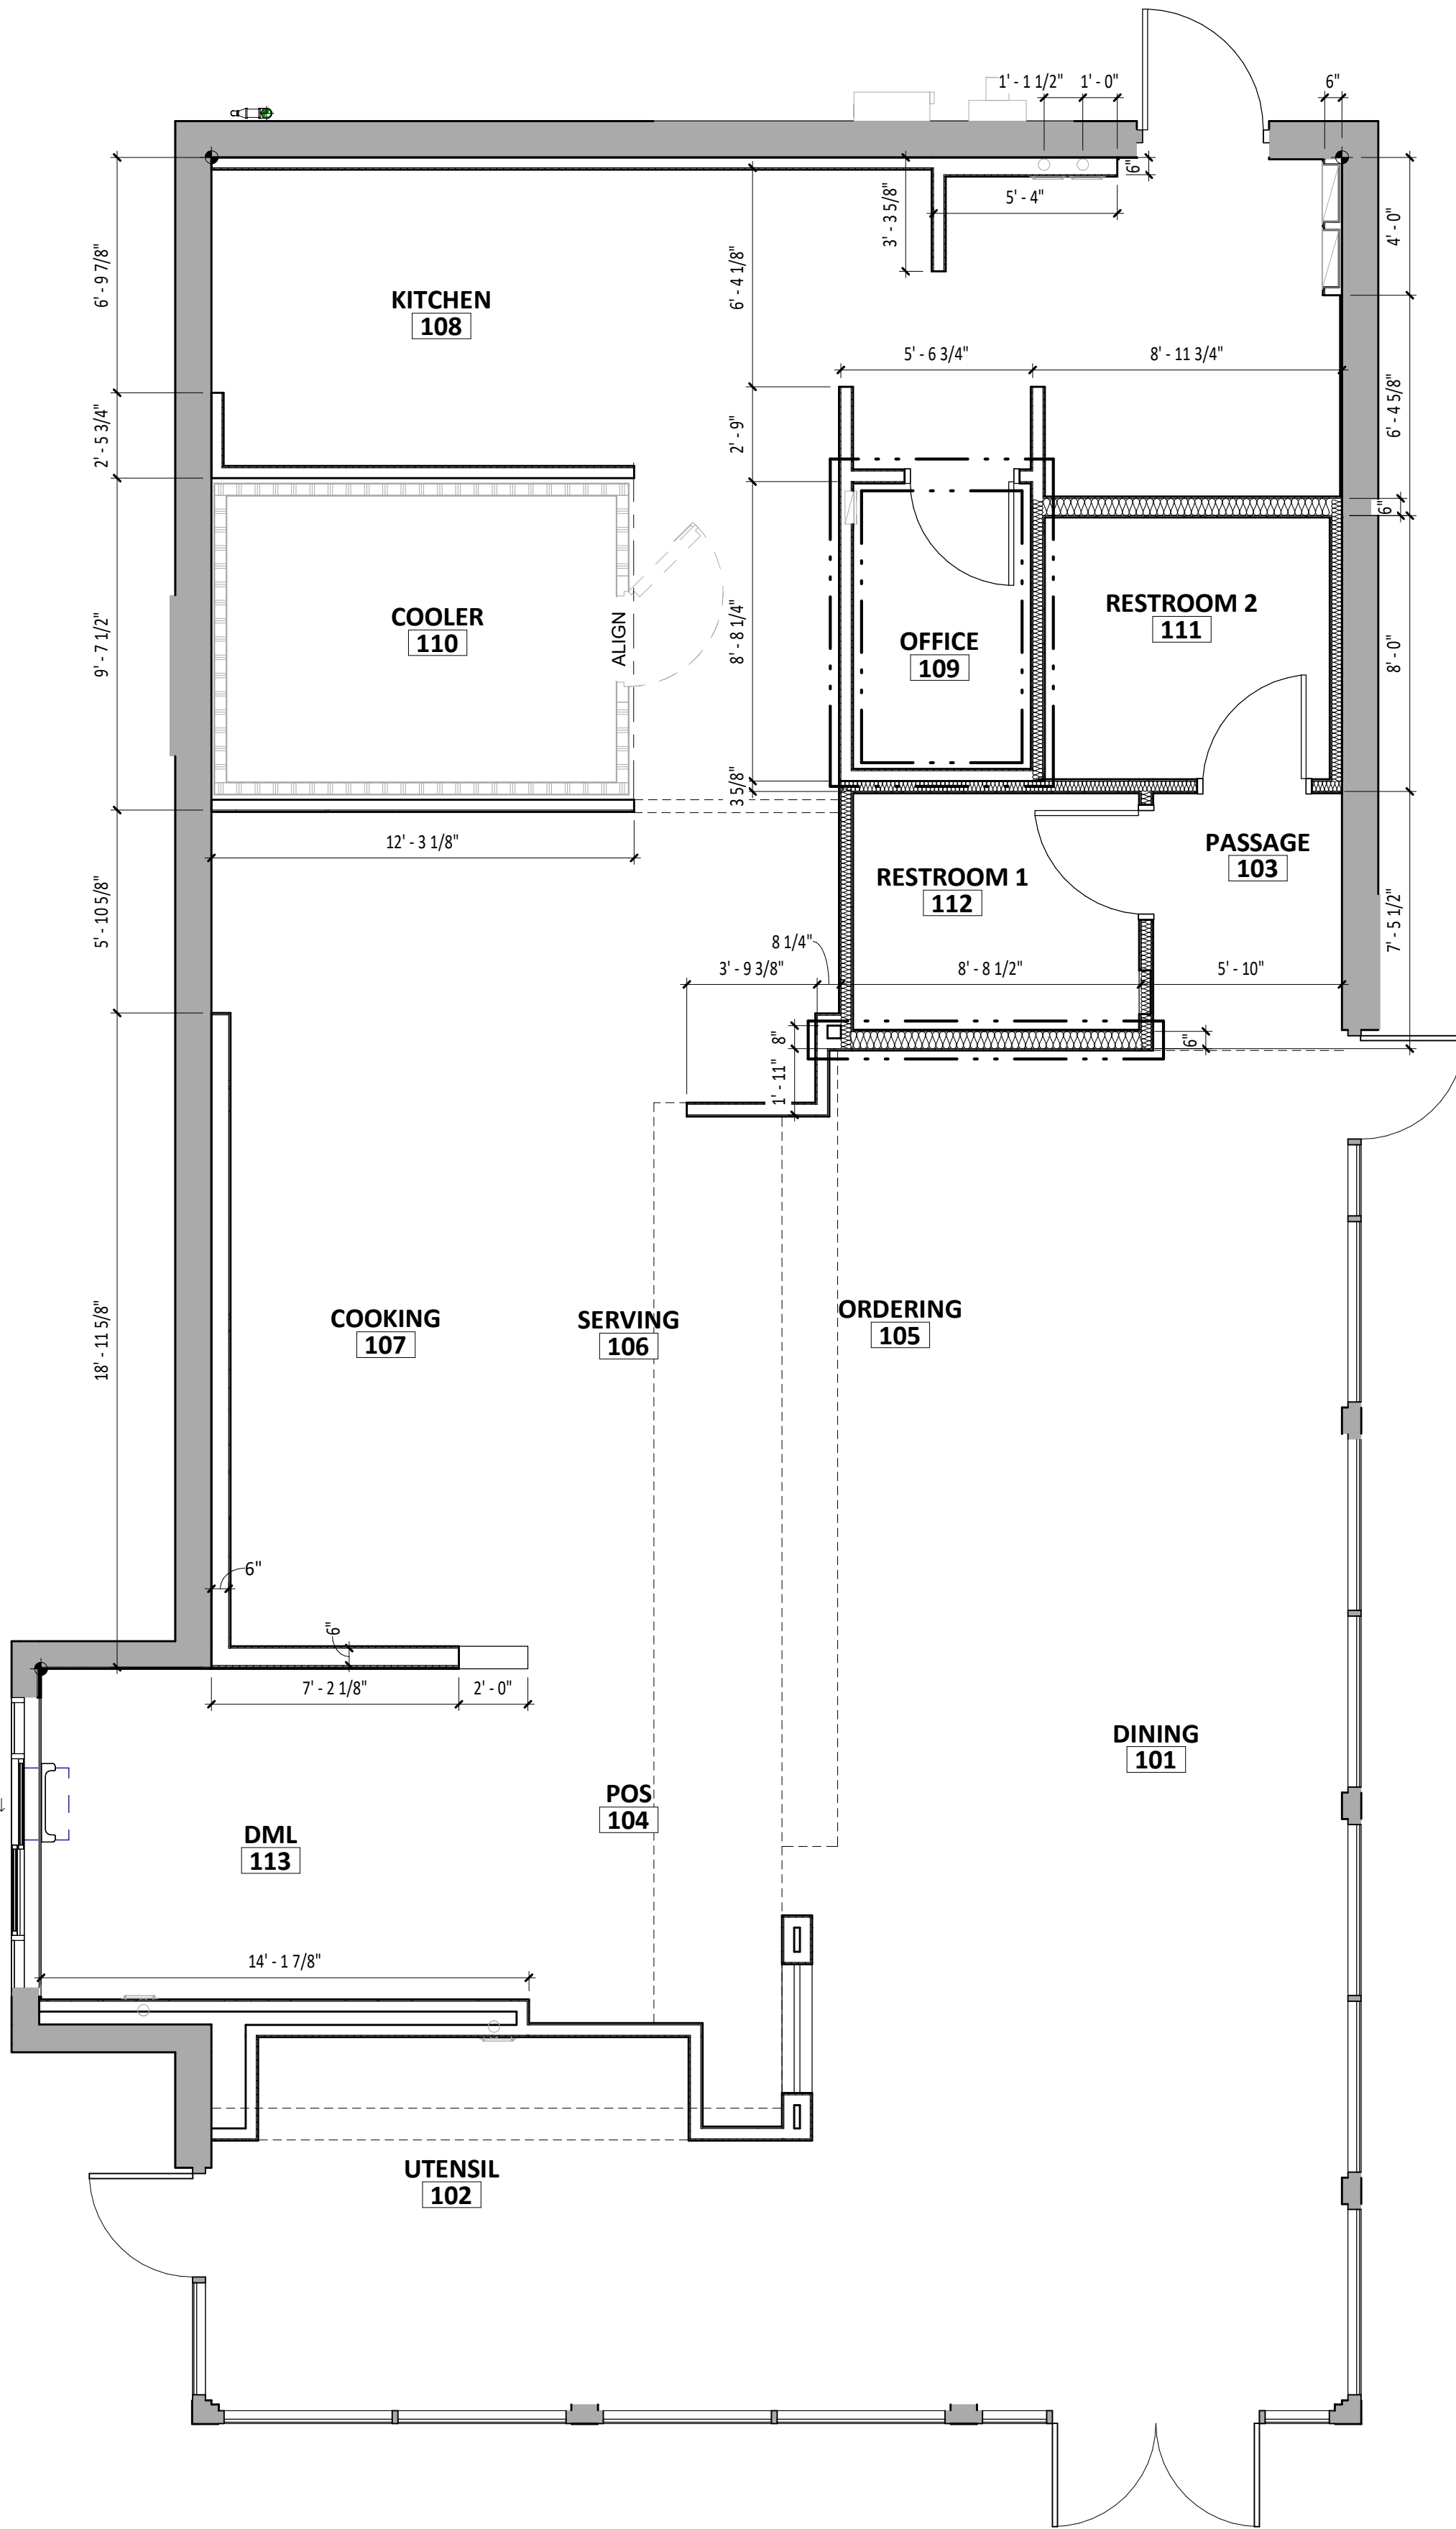 1' - 1 1/2" 1' - 0" 6"
6"
5' - 4"
3' - 3 5/8"
4' - 0"
6' - 9 7/8"
6' - 4 1/8"
KITCHEN
108
5' - 6 3/4" 8' - 11 3/4"
6' - 4 5/8"
2' - 5 3/4"
2' - 9"
6"
COOLER
110
ALIGN
9' - 7 1/2"
8' - 8 1/4"
OFFICE
109
RESTROOM 2
111
8' - 0"
3 5/8"
12' - 3 1/8"
PASSAGE
103
RESTROOM 1
112
5' - 10 5/8"
7' - 5 1/2"
8 1/4"
3' - 9 3/8" 8' - 8 1/2" 5' - 10"
8"
6"
1' - 11"
18' - 11 5/8"
COOKING
107
SERVING
106
ORDERING
105
6"
6"
7' - 2 1/8" 2' - 0"
DINING
101
POS
104
DML
113
14' - 1 7/8"
UTENSIL
102